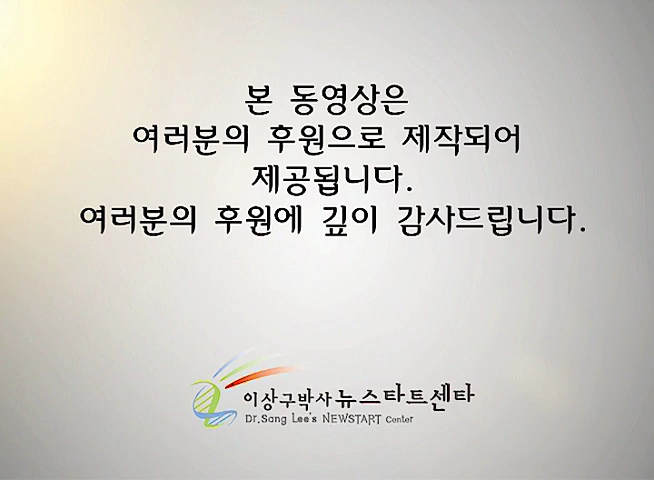 본 동영상은
여러분의 후원으로 제작되어
제공됩니다.
여러분의 후원에 깊이 감사드립니다.
이상구박사 뉴스타트센타
Dr.Sang Lee's NEWSTART Center